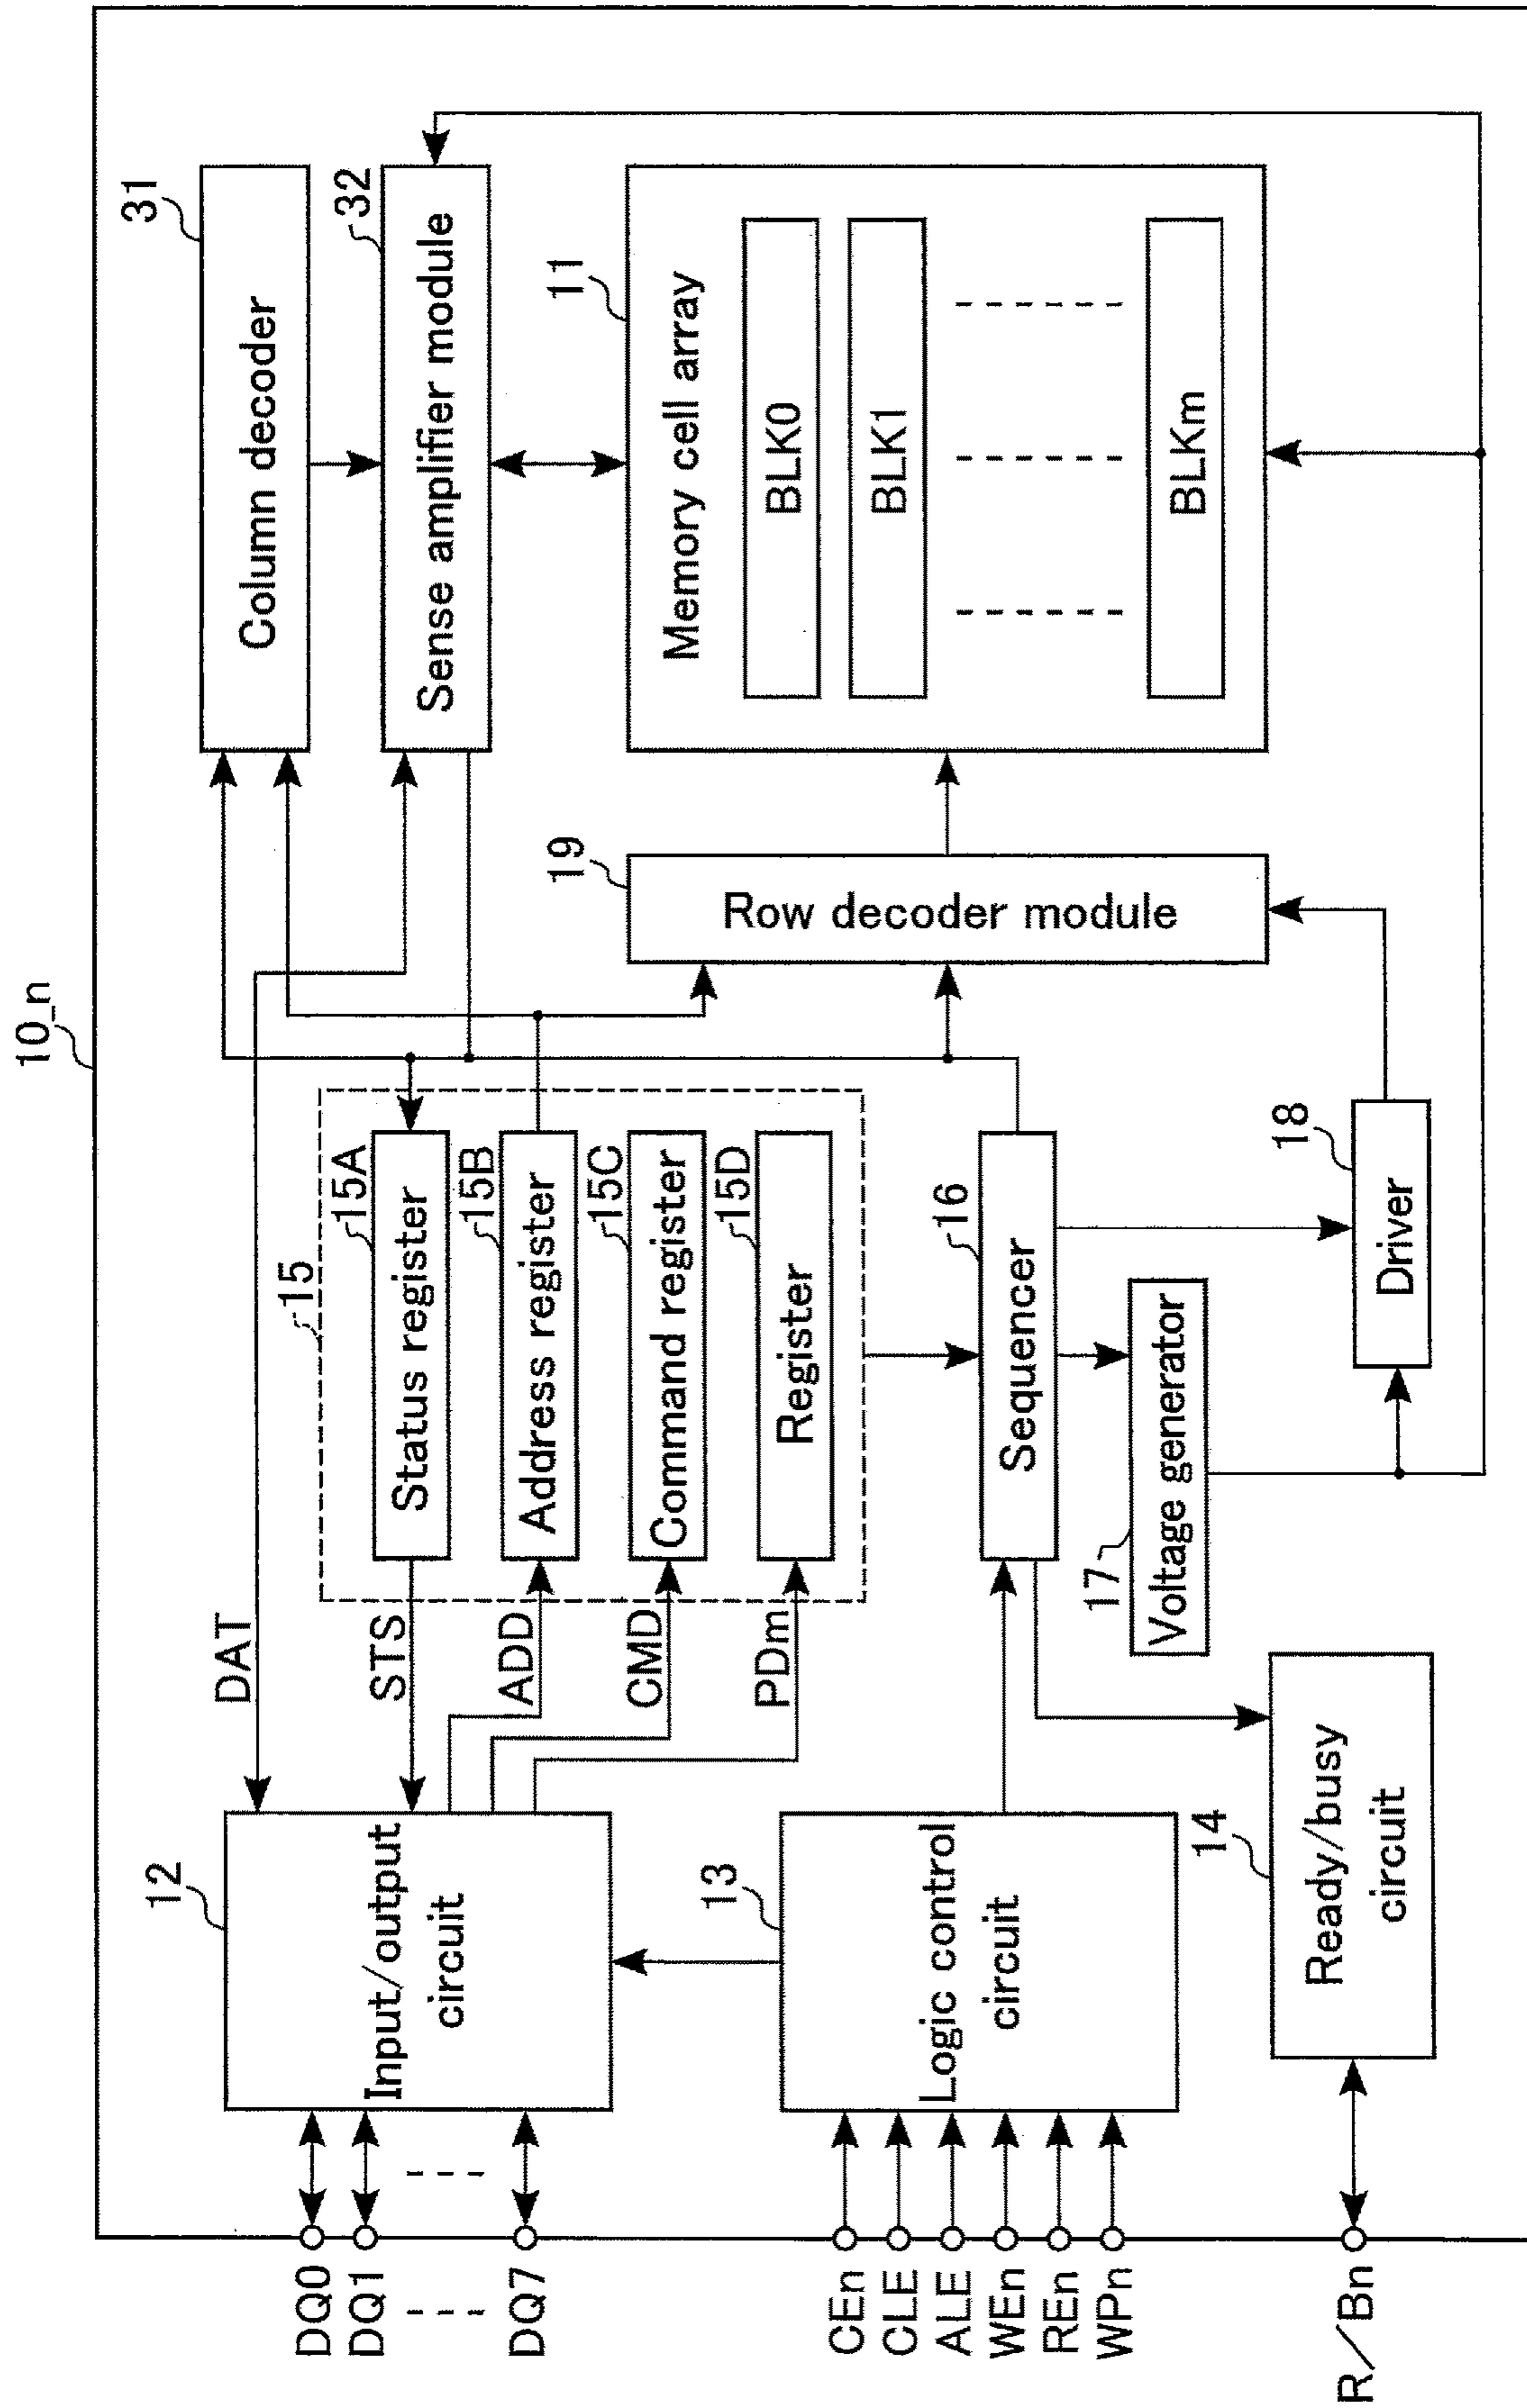 10_n
31
Column decoder
32
Sense amplifier module
11
Memory cell array
BLK0
BLK1
BLKm
19
Row decoder module
15
15A
Status register
15B
Address register
15C
Command register
15D
Register
16
Sequencer
17
Voltage generator
18
Driver
DAT
STS
ADD
CMD
PDm
12
Input/output
circuit
13
Logic control
circuit
14
Ready/busy
circuit
DQ0
DQ1
DQ7
CEn
CLE
ALE
WEn
REn
WPn
R/Bn